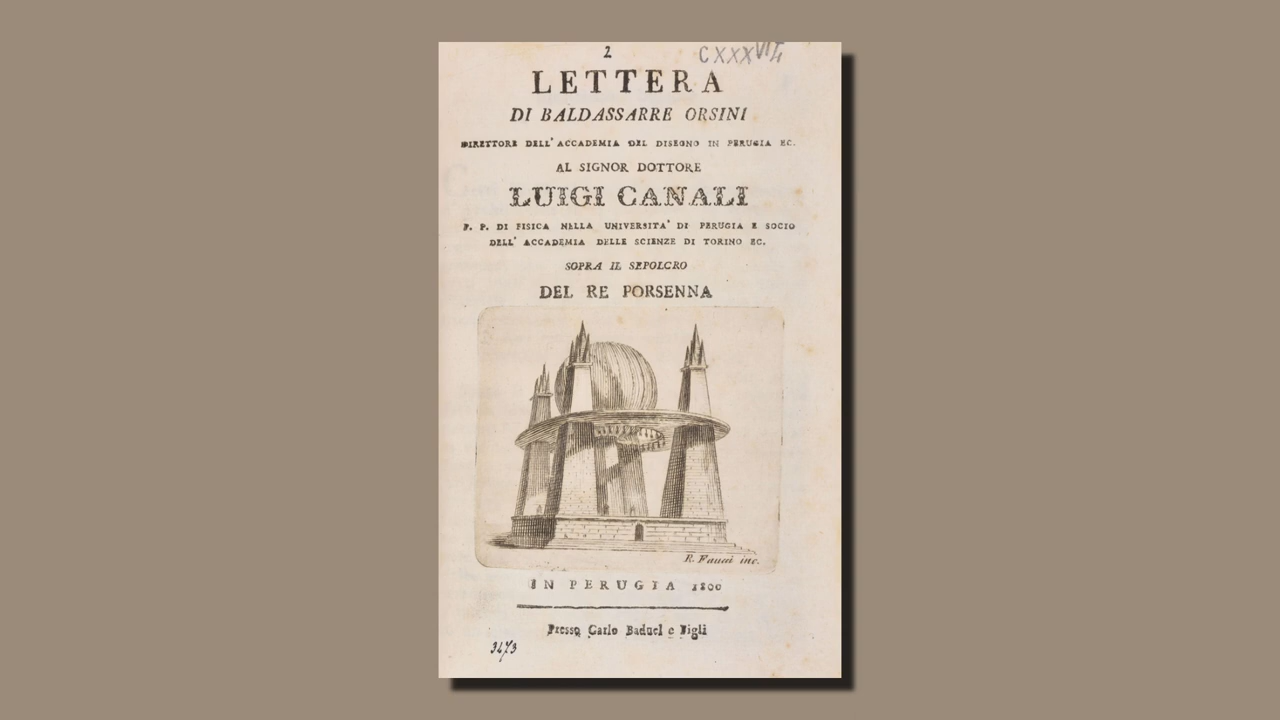 2
CXXXVII
LETTERA
DI BALDASSARRE ORSINI
DIRETTORE DELL' ACCADEMIA DEL DISEGNO IN PERUGIA EC.
AL SIGNOR DOTTORE
LUIGI CANALI
P. P. DI FISICA NELLA UNIVERSITA' DI PERUGIA E SOCIO
DELL' ACCADEMIA DELLE SCIENZE DI TORINO EC.
SOPRA IL SEPOLCRO
DEL RE PORSENNA
R. Faucci inc.
IN PERUGIA 1800
Presso Carlo Baduel e Figli
3473